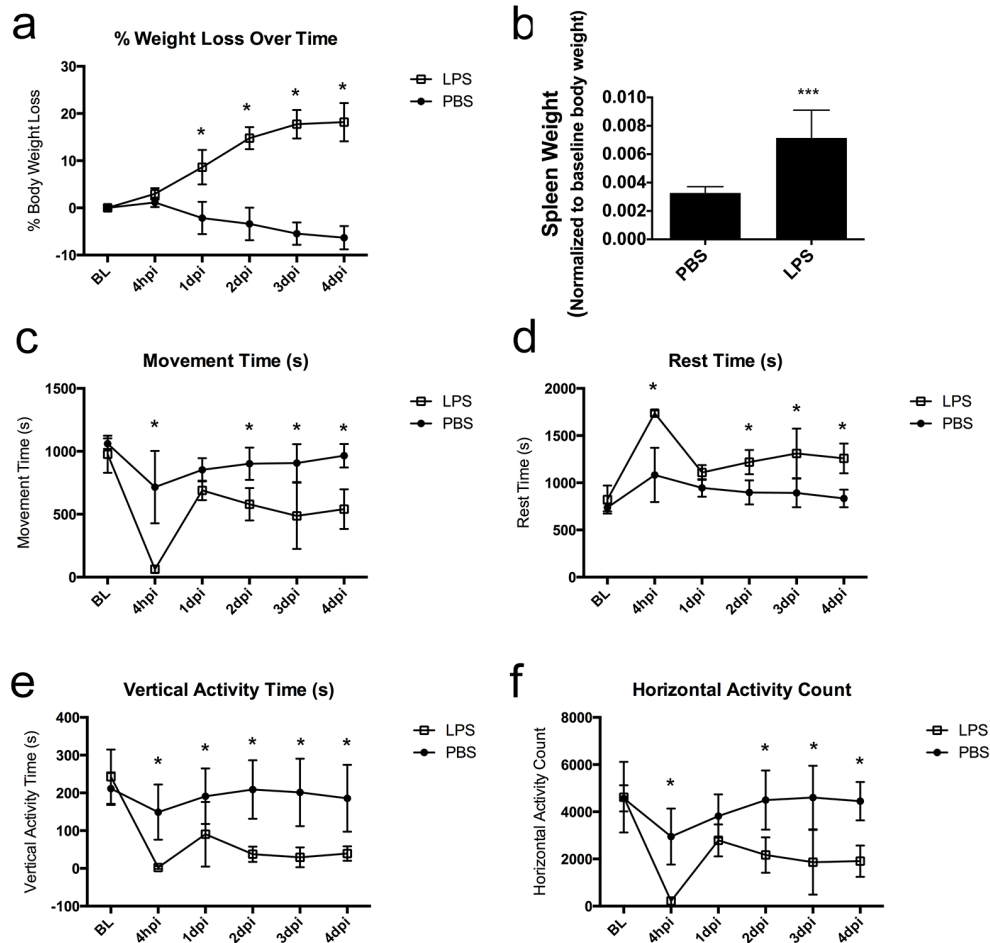 a
% Weight Loss Over Time
% Body Weight Loss
30
20
10
0
-10
*
*
*
*
BL
4hpi
1dpi
2dpi
3dpi
4dpi
LPS
PBS
b
Spleen Weight
(Normalized to baseline body weight)
0.010
0.008
0.006
0.004
0.002
0.000
***
PBS
LPS
c
Movement Time (s)
Movement Time (s)
1500
1000
500
0
*
*
*
*
BL
4hpi
1dpi
2dpi
3dpi
4dpi
LPS
PBS
d
Rest Time (s)
Rest Time (s)
2000
1500
1000
500
0
*
*
*
*
BL
4hpi
1dpi
2dpi
3dpi
4dpi
LPS
PBS
e
Vertical Activity Time (s)
Vertical Activity Time (s)
400
300
200
100
0
-100
*
*
*
*
*
BL
4hpi
1dpi
2dpi
3dpi
4dpi
LPS
PBS
f
Horizontal Activity Count
Horizontal Activity Count
8000
6000
4000
2000
0
*
*
*
*
BL
4hpi
1dpi
2dpi
3dpi
4dpi
LPS
PBS